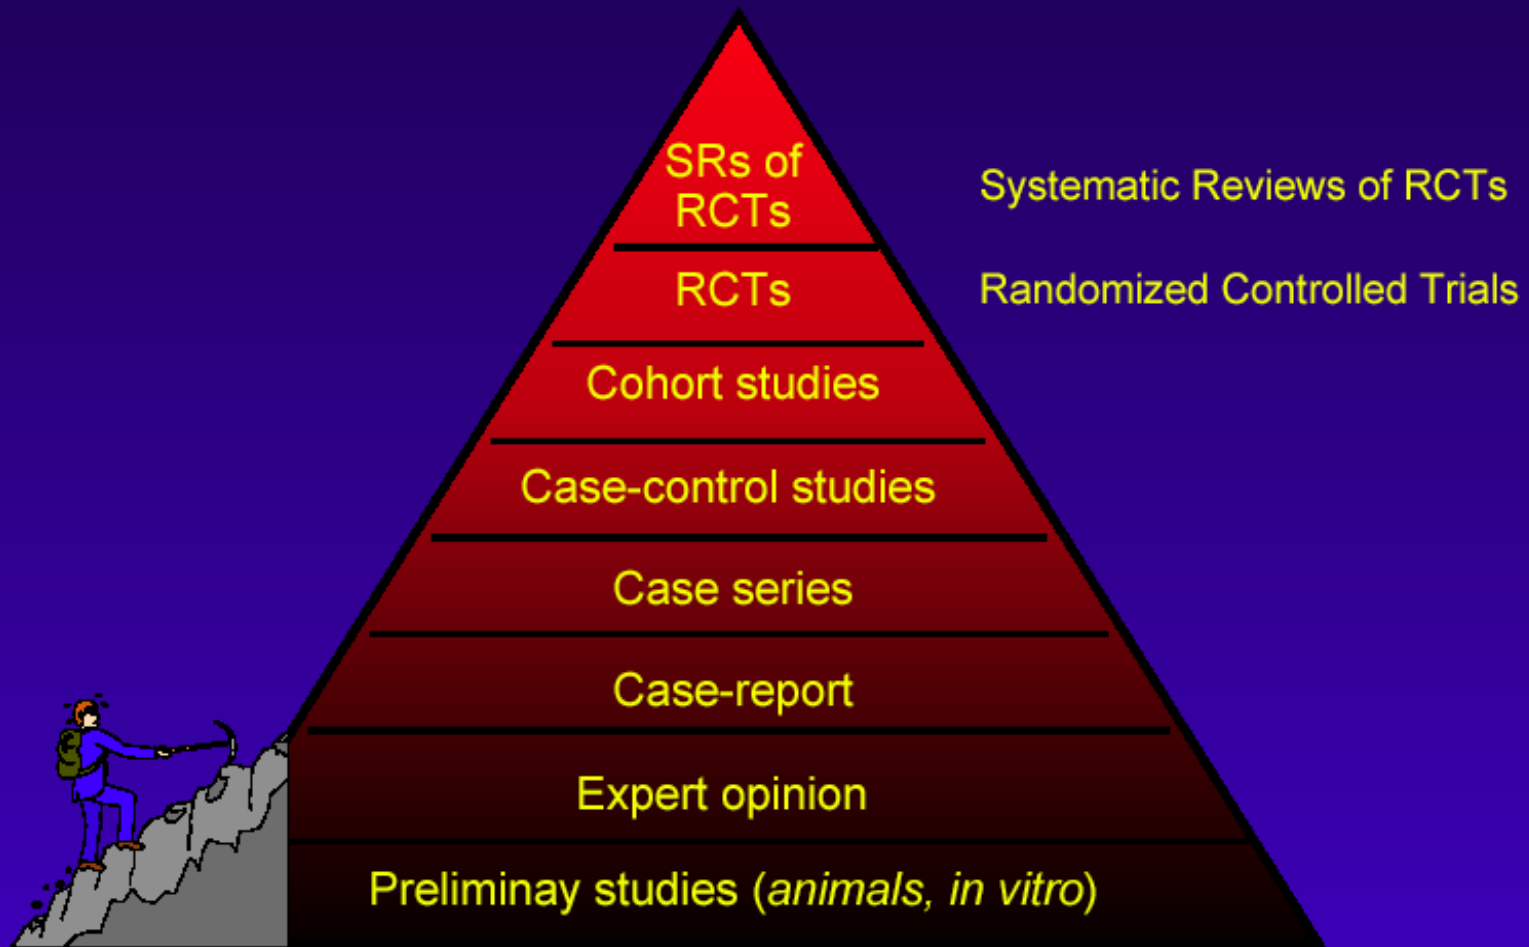 SRs of
RCTs
Systematic Reviews of RCTs
RCTs
Randomized Controlled Trials
Cohort studies
Case-control studies
Case series
Case-report
Expert opinion
Preliminay studies (animals, in vitro)